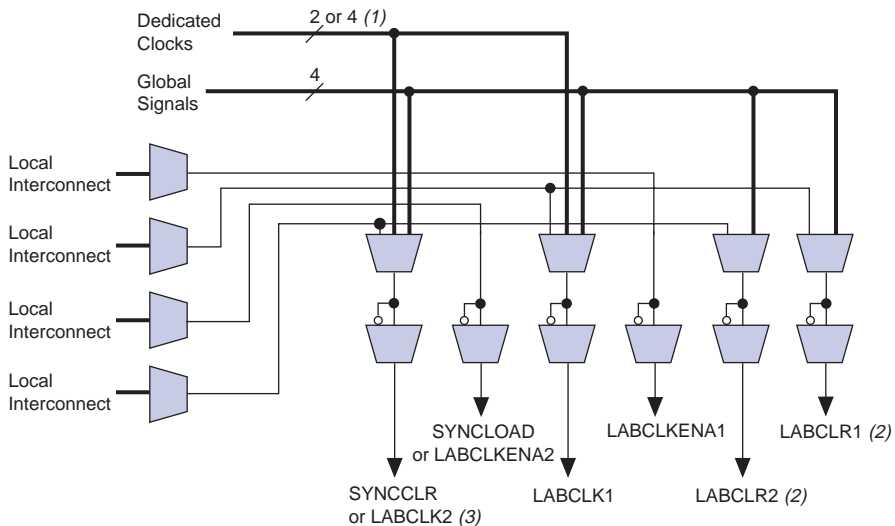 Dedicated
Clocks
2 or 4 (1)
Global
Signals
4
Local
Interconnect
Local
Interconnect
Local
Interconnect
Local
Interconnect
SYNCLOAD
or LABCLKENA2
LABCLKENA1
LABCLR1 (2)
SYNCCLR
or LABCLK2 (3)
LABCLK1
LABCLR2 (2)